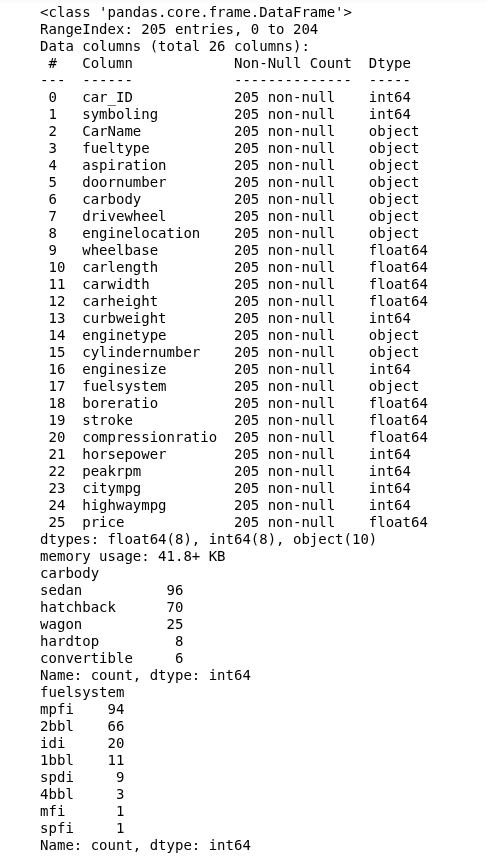 <class 'pandas.core.frame.DataFrame'>
RangeIndex: 205 entries, 0 to 204
Data columns (total 26 columns):
 #   Column            Non-Null Count  Dtype
---  ------            --------------  -----
 0   car_ID            205 non-null    int64
 1   symboling         205 non-null    int64
 2   CarName           205 non-null    object
 3   fueltype          205 non-null    object
 4   aspiration        205 non-null    object
 5   doornumber        205 non-null    object
 6   carbody           205 non-null    object
 7   drivewheel        205 non-null    object
 8   enginelocation    205 non-null    object
 9   wheelbase         205 non-null    float64
 10  carlength         205 non-null    float64
 11  carwidth          205 non-null    float64
 12  carheight         205 non-null    float64
 13  curbweight        205 non-null    int64
 14  enginetype        205 non-null    object
 15  cylindernumber    205 non-null    object
 16  enginesize        205 non-null    int64
 17  fuelsystem        205 non-null    object
 18  boreratio         205 non-null    float64
 19  stroke            205 non-null    float64
 20  compressionratio  205 non-null    float64
 21  horsepower        205 non-null    int64
 22  peakrpm           205 non-null    int64
 23  citympg           205 non-null    int64
 24  highwaympg        205 non-null    int64
 25  price             205 non-null    float64
dtypes: float64(8), int64(8), object(10)
memory usage: 41.8+ KB
carbody
sedan          96
hatchback      70
wagon          25
hardtop         8
convertible     6
Name: count, dtype: int64
fuelsystem
mpfi    94
2bbl    66
idi     20
1bbl    11
spdi     9
4bbl     3
mfi      1
spfi     1
Name: count, dtype: int64